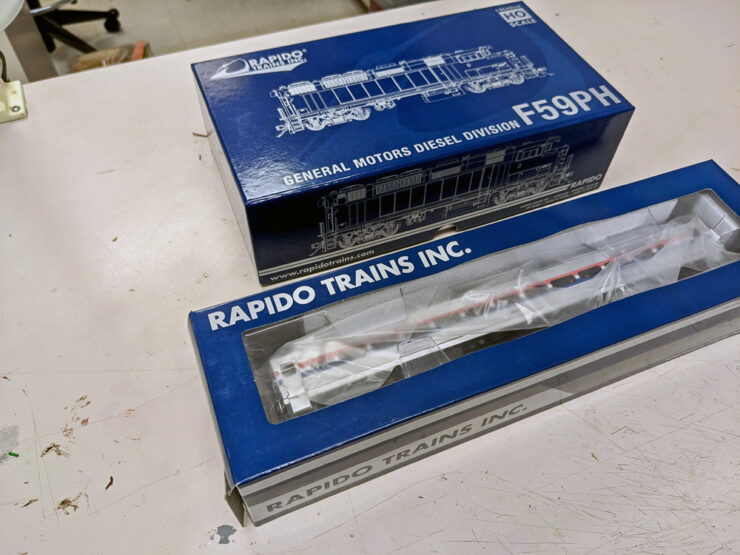 RAPIDO
TRAINS INC.
VÉHICULE
HO
SCALE
GENERAL MOTORS DIESEL DIVISION F59PH
RAPIDO
www.rapidotrains.com
RAPIDO TRAINS INC.
RAPIDO TRAINS INC.